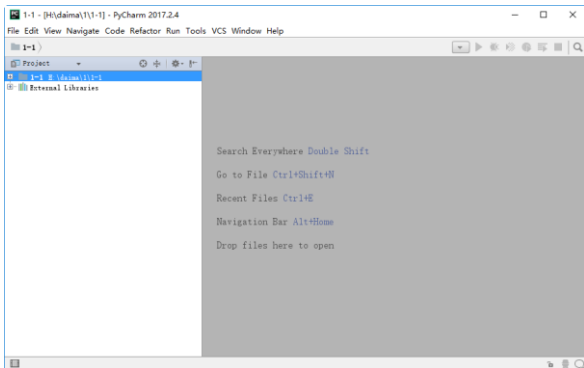 1-1 - [H:\daima\1\1-1] - PyCharm 2017.2.4
File Edit View Navigate Code Refactor Run Tools VCS Window Help
1-1
Project
1-1 H:\daima\1\1-1
External Libraries
Search Everywhere Double Shift
Go to File Ctrl+Shift+N
Recent Files Ctrl+E
Navigation Bar Alt+Home
Drop files here to open